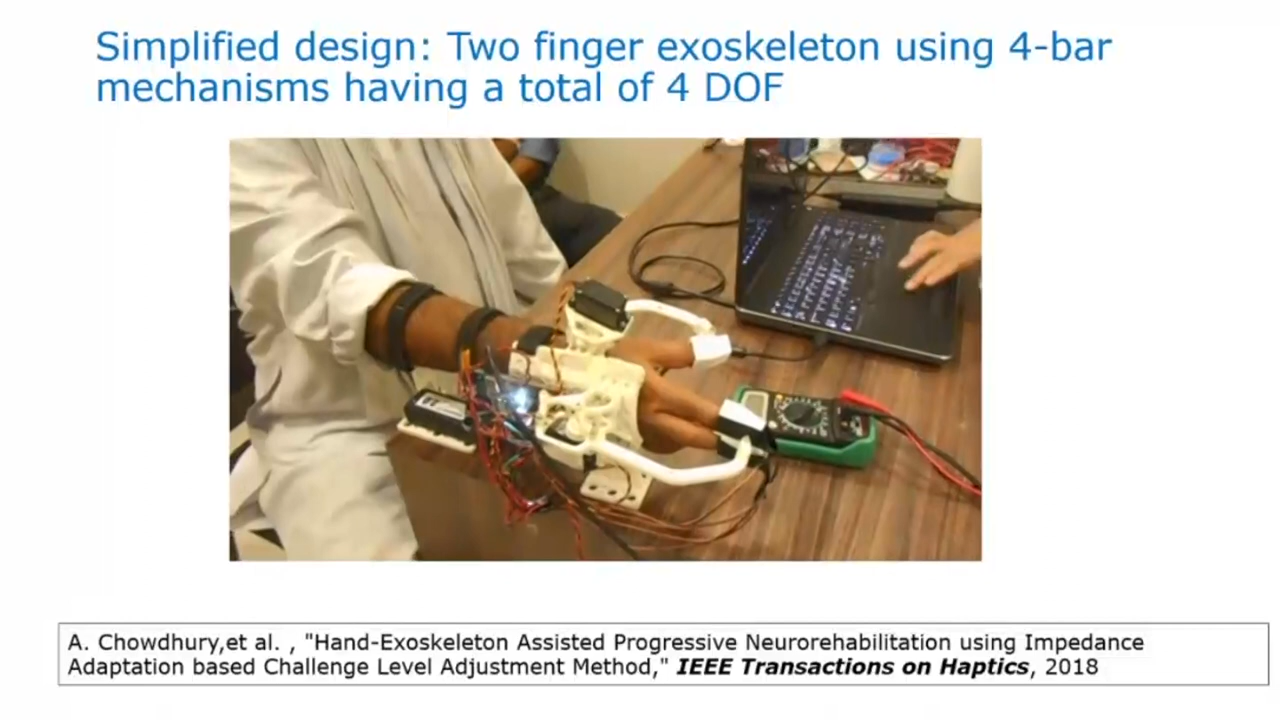 Simplified design: Two finger exoskeleton using 4-bar
mechanisms having a total of 4 DOF
A. Chowdhury,et al. , "Hand-Exoskeleton Assisted Progressive Neurorehabilitation using Impedance
Adaptation based Challenge Level Adjustment Method," IEEE Transactions on Haptics, 2018